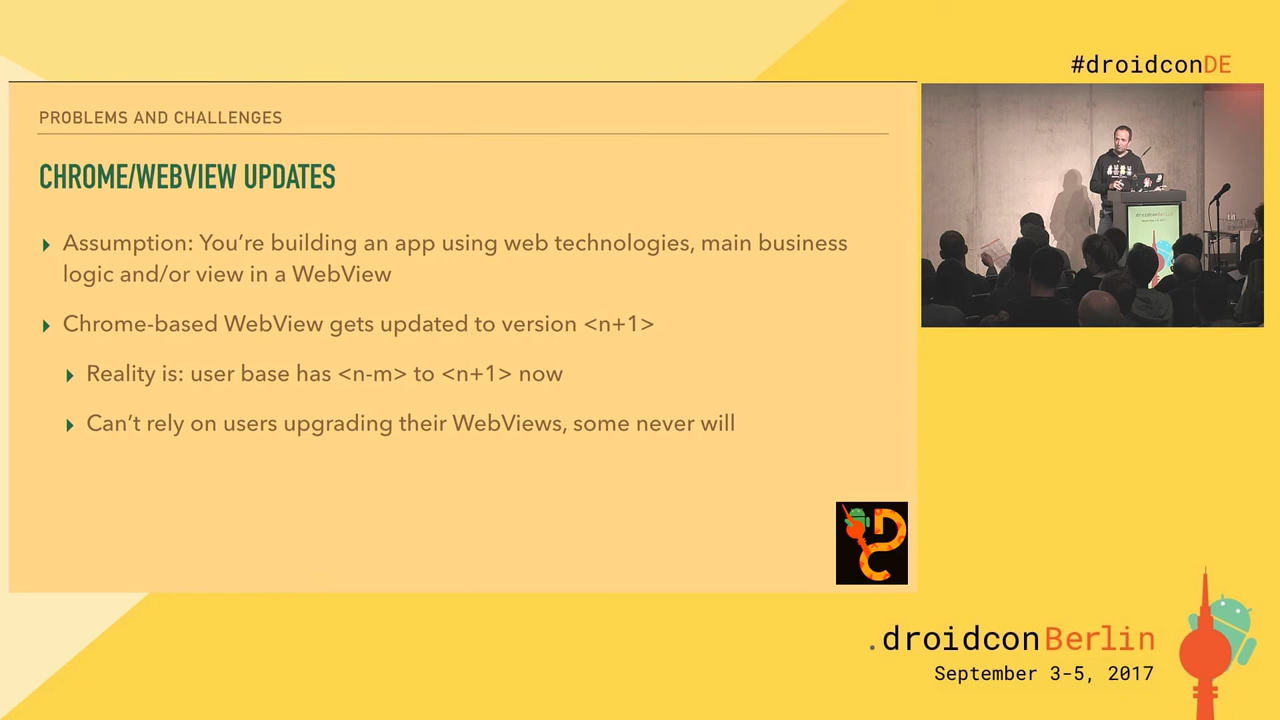 #droidconDE
PROBLEMS AND CHALLENGES
CHROME/WEBVIEW UPDATES
Assumption: You’re building an app using web technologies, main business
logic and/or view in a WebView
Chrome-based WebView gets updated to version <n+1>
Reality is: user base has <n-m> to <n+1> now
Can’t rely on users upgrading their WebViews, some never will
DC
.droidconBerlin
September 3-5, 2017
droidconBerlin